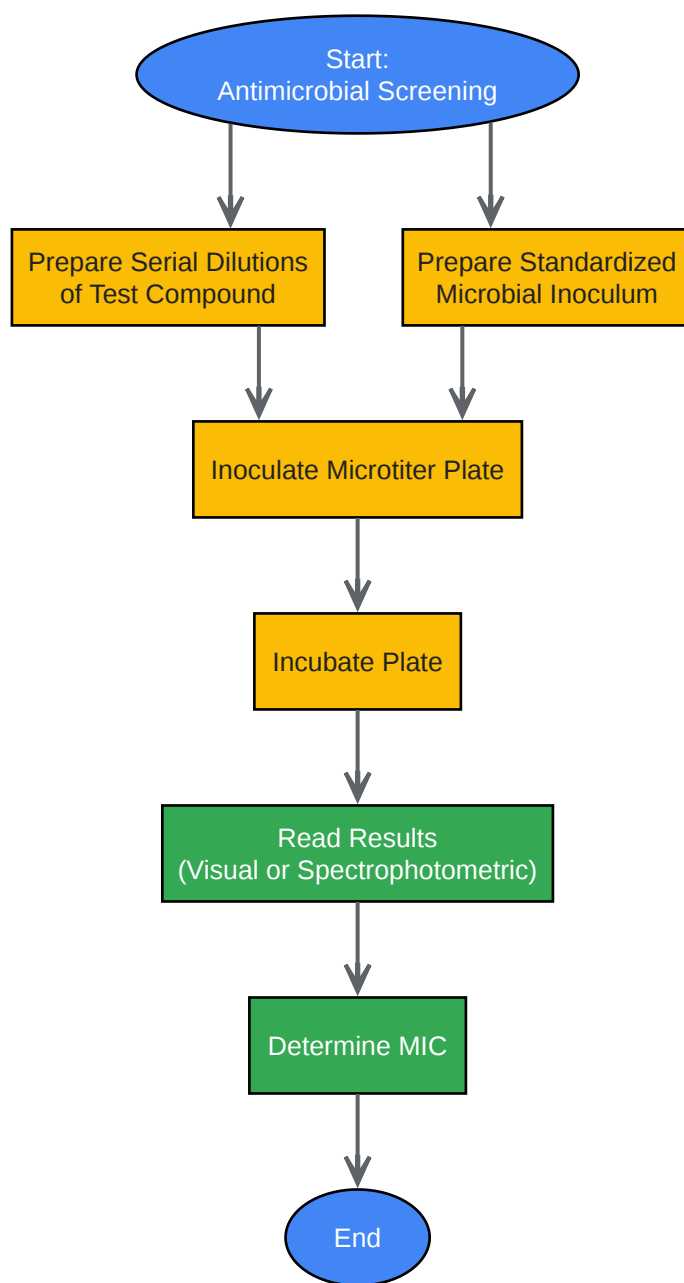 Start:
Antimicrobial Screening
Prepare Serial Dilutions
of Test Compound
Prepare Standardized
Microbial Inoculum
Inoculate Microtiter Plate
Incubate Plate
Read Results
(Visual or Spectrophotometric)
Determine MIC
End